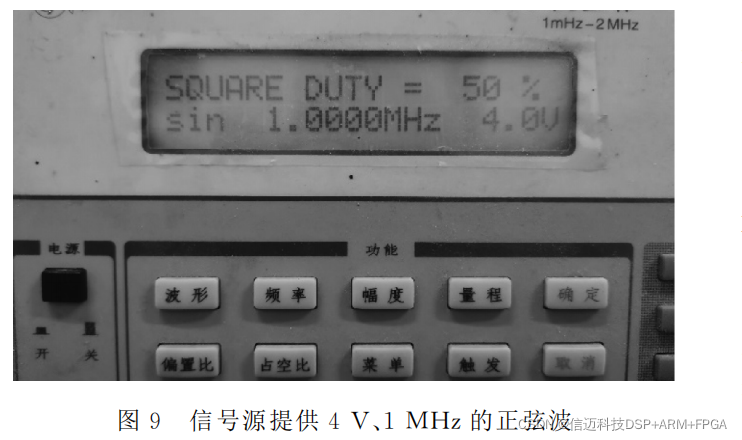 1mHz-2MHz
SQUARE DUTY = 50 %
sin 1.0000MHz 4.0V
电源 功能
波形 频率 幅度 量程 确定
开 关
偏置比 占空比 菜单 触发 取消
图 9 信号源提供 4 V、1 MHz 的正弦波
信迈科技DSP+ARM+FPGA